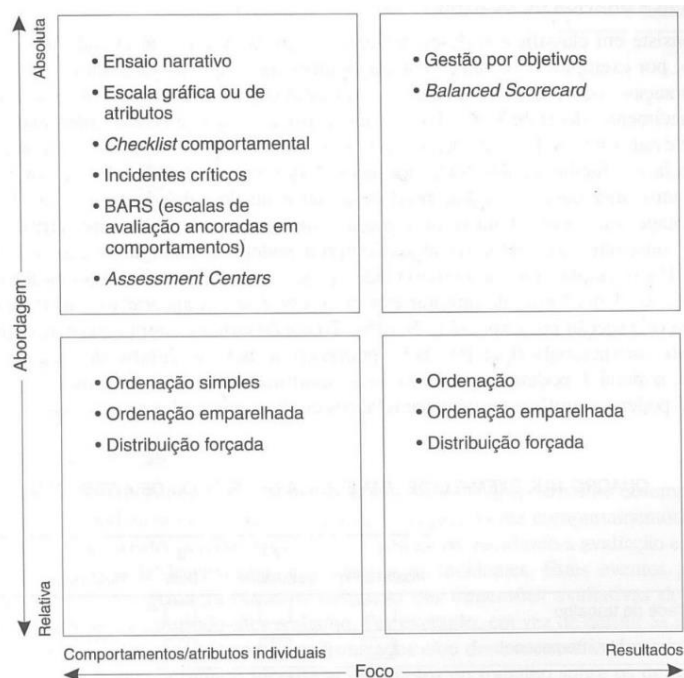 Absoluta
• Ensaio narrativo
• Escala gráfica ou de
atributos
• Checklist comportamental
• Incidentes críticos
• BARS (escalas de
avaliação ancoradas em
comportamentos)
• Assessment Centers
• Gestão por objetivos
• Balanced Scorecard
Abordagem
• Ordenação simples
• Ordenação emparelhada
• Distribuição forçada
• Ordenação
• Ordenação emparelhada
• Distribuição forçada
Relativa
Comportamentos/atributos individuais
Resultados
Foco